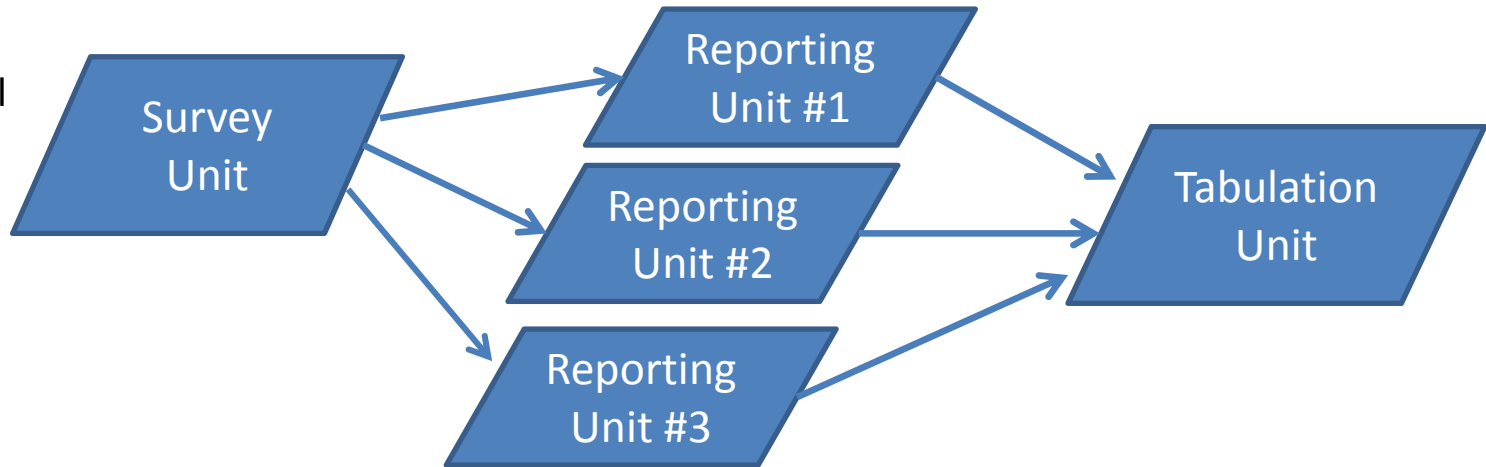 l
Survey
Unit
Reporting
Unit #1
Reporting
Unit #2
Reporting
Unit #3
Tabulation
Unit